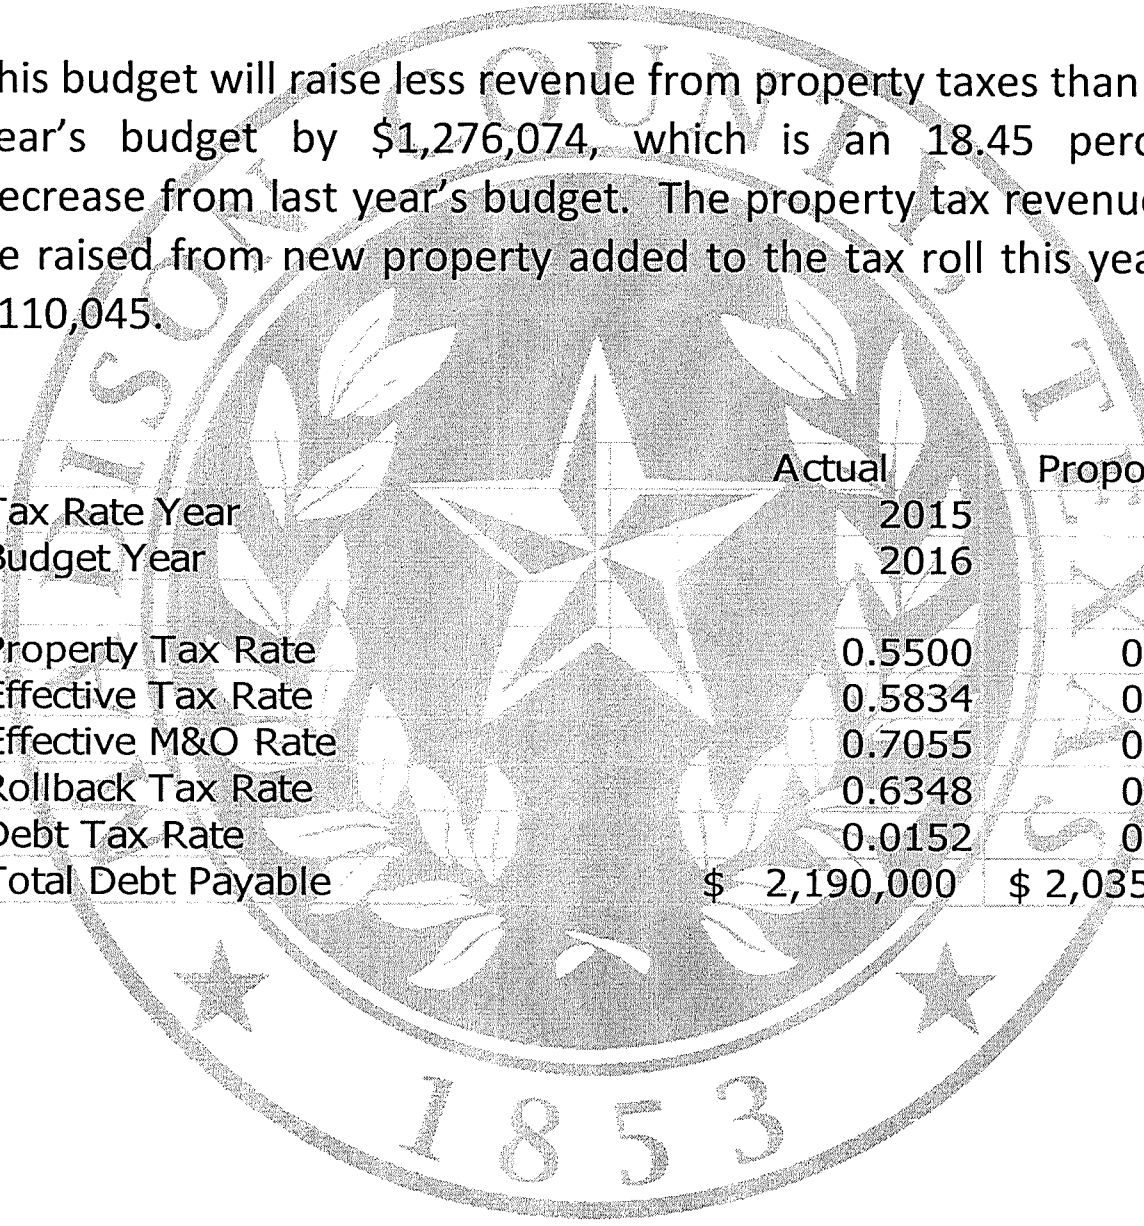 his budget will raise less revenue from property taxes than
ear's budget by $1,276,074, which is an 18.45 perc
ecrease from last year's budget. The property tax revenue
e raised from new property added to the tax roll this yea
110,045.
Actual Propo
Tax Rate Year 2015
Budget Year 2016
Property Tax Rate 0.5500 0
Effective Tax Rate 0.5834 0
Effective M&O Rate 0.7055 0
Rollback Tax Rate 0.6348 0
Debt Tax Rate 0.0152 0
Total Debt Payable $ 2,190,000 $ 2,035
MADISON COUNTY TEXAS
1853